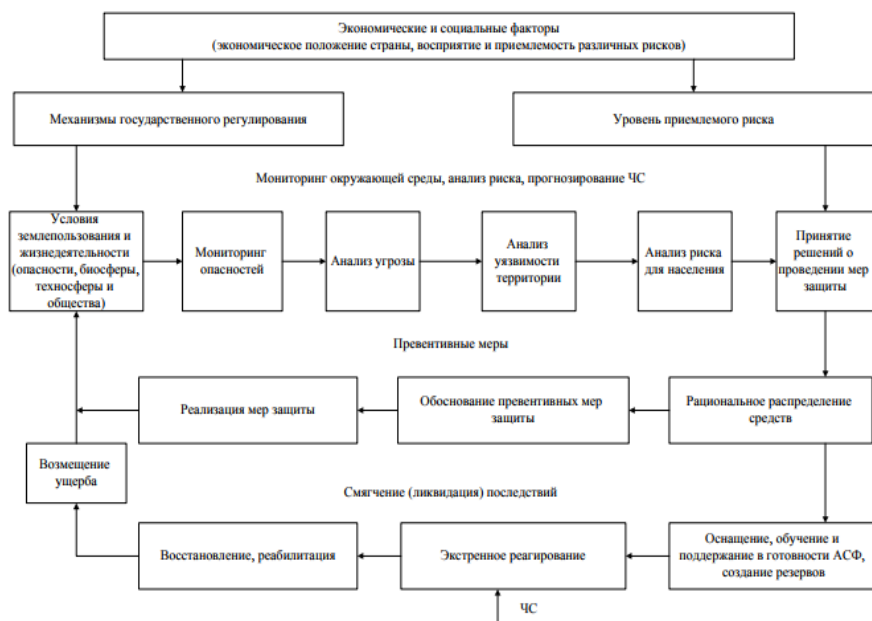 Экономические и социальные факторы
(экономическое положение страны, восприятие и приемлемость различных рисков)
Механизмы государственного регулирования
Уровень приемлемого риска
Мониторинг окружающей среды, анализ риска, прогнозирование ЧС
Условия
землепользования и
жизнедеятельности
(опасности, биосферы,
техносферы и
общества)
Мониторинг
опасностей
Анализ угрозы
Анализ
уязвимости
территории
Анализ риска
для населения
Принятие
решений о
проведении мер
защиты
Превентивные меры
Реализация мер защиты
Обоснование превентивных мер
защиты
Рациональное распределение
средств
Возмещение
ущерба
Смягчение (ликвидация) последствий
Восстановление, реабилитация
Экстренное реагирование
Оснащение, обучение и
поддержание в готовности АСФ,
создание резервов
ЧС